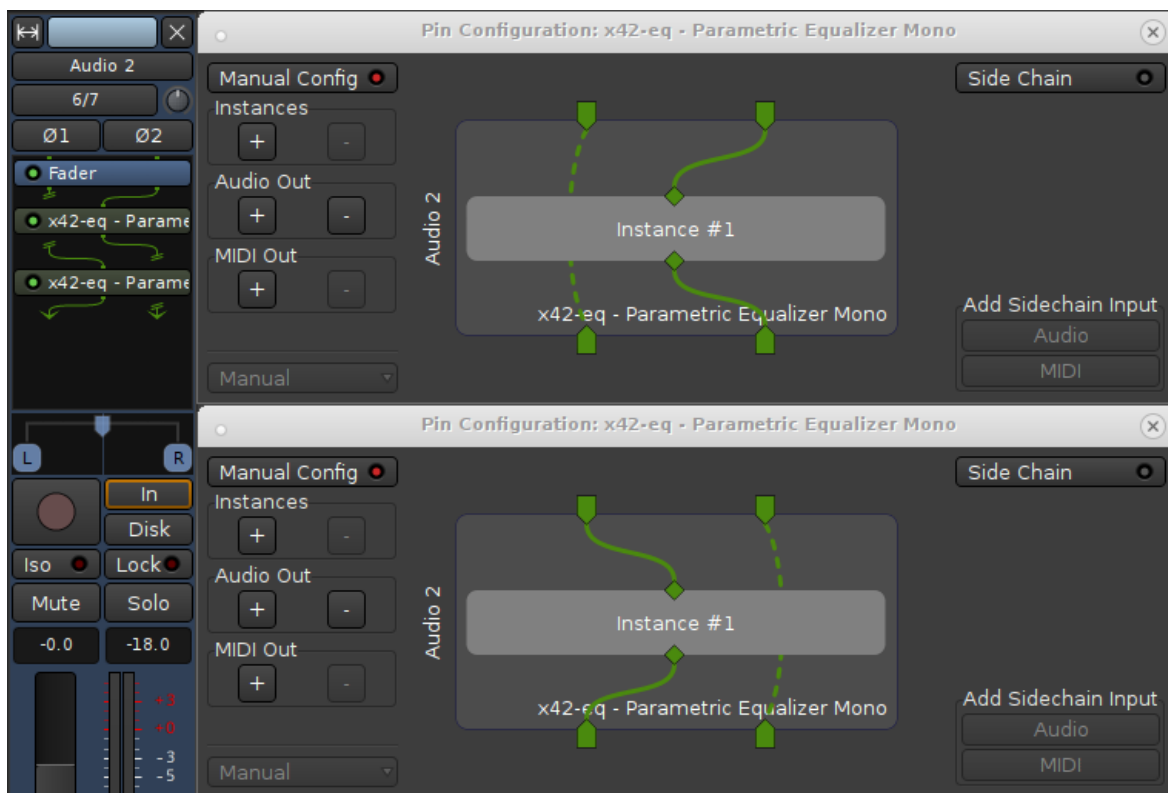 Audio 2
6/7
Ø1 Ø2
Fader
x42-eq - Parame
x42-eq - Parame
L R
In
Disk
Iso Lock
Mute Solo
-0.0 -18.0
+3
+0
-3
-5
Pin Configuration: x42-eq - Parametric Equalizer Mono
Manual Config
Side Chain
Instances
+ -
Audio Out
+ -
MIDI Out
+ -
Manual
Audio 2
Instance #1
x42-eq - Parametric Equalizer Mono
Add Sidechain Input
Audio
MIDI
Pin Configuration: x42-eq - Parametric Equalizer Mono
Manual Config
Side Chain
Instances
+ -
Audio Out
+ -
MIDI Out
+ -
Manual
Audio 2
Instance #1
x42-eq - Parametric Equalizer Mono
Add Sidechain Input
Audio
MIDI